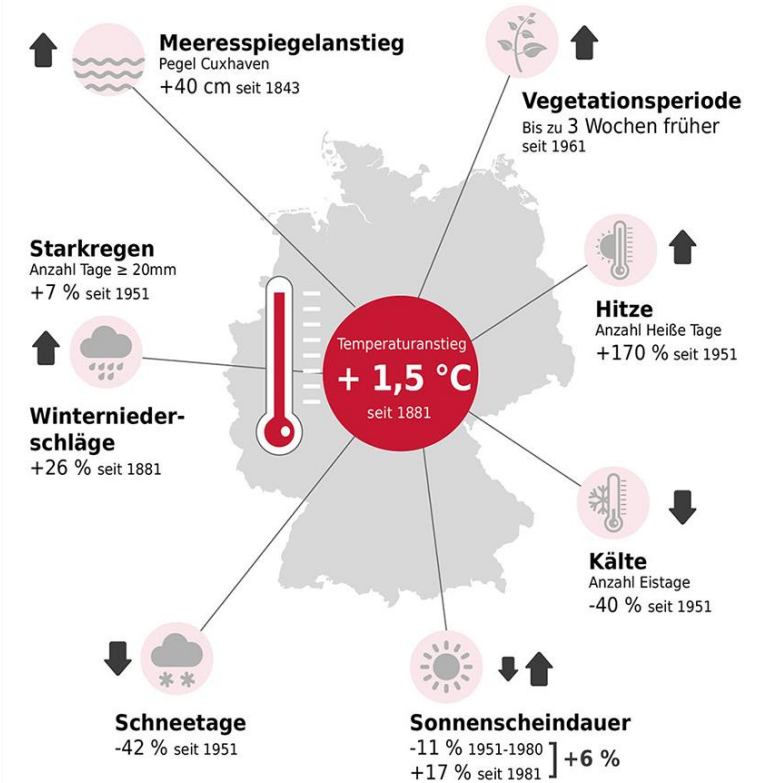 Meeresspiegelanstieg
Pegel Cuxhaven
+40 cm seit 1843
Vegetationsperiode
Bis zu 3 Wochen früher
seit 1961
Starkregen
Anzahl Tage ≥ 20mm
+7 % seit 1951
Hitze
Anzahl Heiße Tage
+170 % seit 1951
Temperaturanstieg
+ 1,5 °C
seit 1881
Winternieder-
schläge
+26 % seit 1881
Kälte
Anzahl Eistage
-40 % seit 1951
Schneetage
-42 % seit 1951
Sonnenscheindauer
-11 % 1951-1980
+17 % seit 1981
+6 %